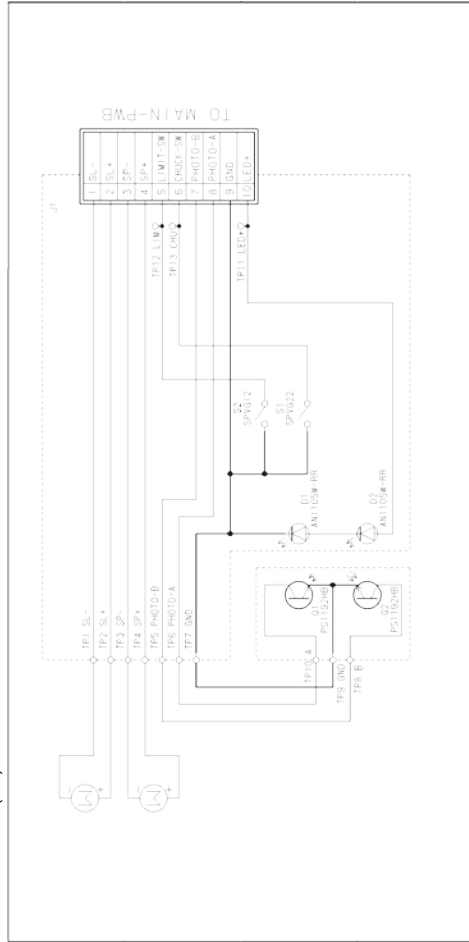 TO MAIN-PWB
J1
1 SL-
2 SL+
3 SP-
4 SP+
5 LIMIT-SW
6 CHUCK-SW
7 PHOTO-B
8 PHOTO-A
9 GND
10 LED+
TP12 LIM
TP13 CHU
TP11 LED+
S2
SPVG12
S1
SPVG22
D1
AN1105W-RR
D2
AN1105W-RR
Q1
PS1192HB
Q2
PS1192HB
TP1 SL-
TP2 SL+
TP3 SP-
TP4 SP+
TP5 PHOTO-B
TP6 PHOTO-A
TP7 GND
TP10 A
TP9 GND
TP8 B
- M +
- M +